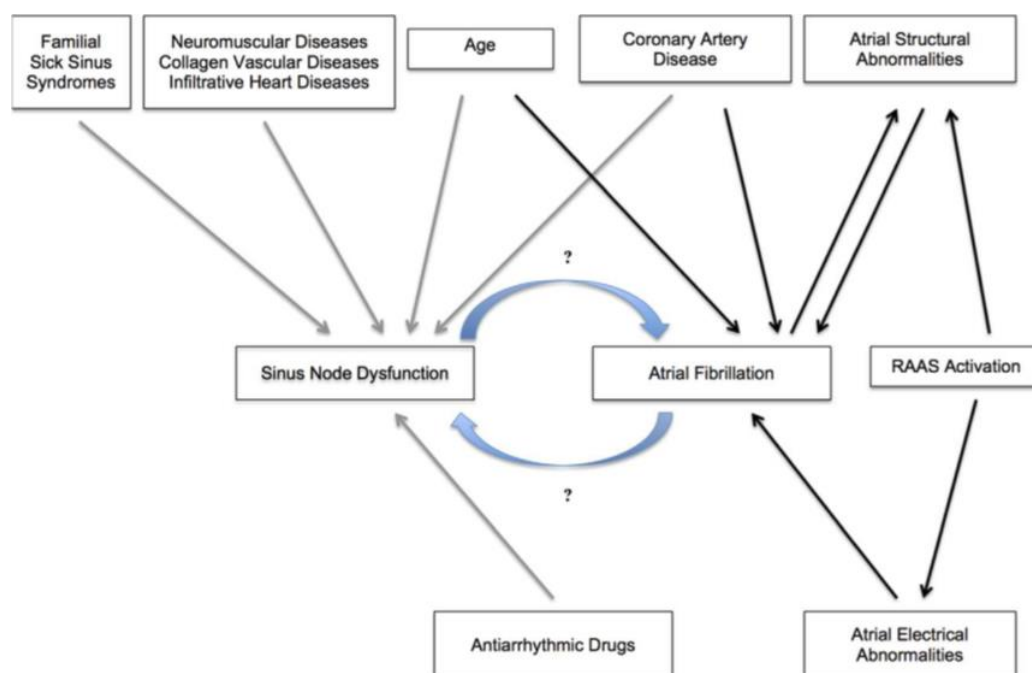 Familial
Sick Sinus
Syndromes
Neuromuscular Diseases
Collagen Vascular Diseases
Infiltrative Heart Diseases
Age
Coronary Artery
Disease
Atrial Structural
Abnormalities
?
Sinus Node Dysfunction
Atrial Fibrillation
RAAS Activation
?
Antiarrhythmic Drugs
Atrial Electrical
Abnormalities